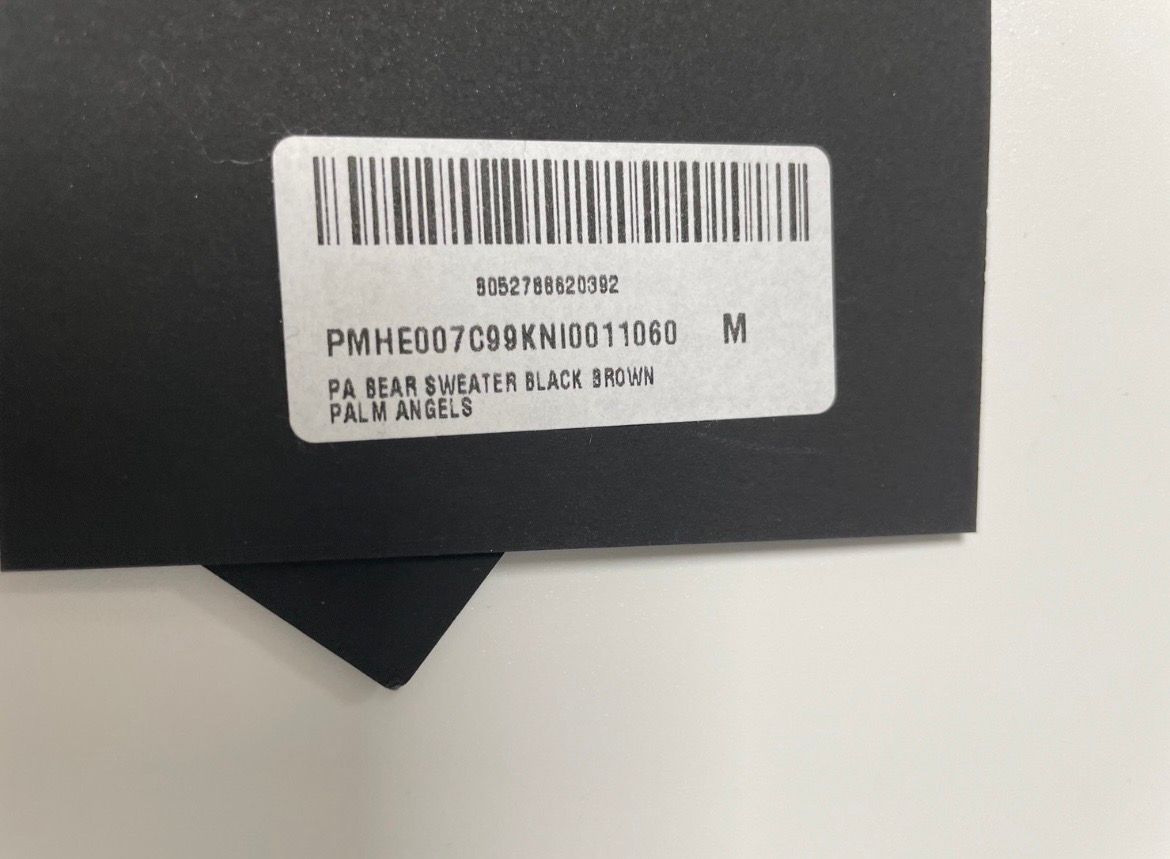 8052788620392
PMHE007C99KNI0011060 M
PA BEAR SWEATER BLACK BROWN
PALM ANGELS